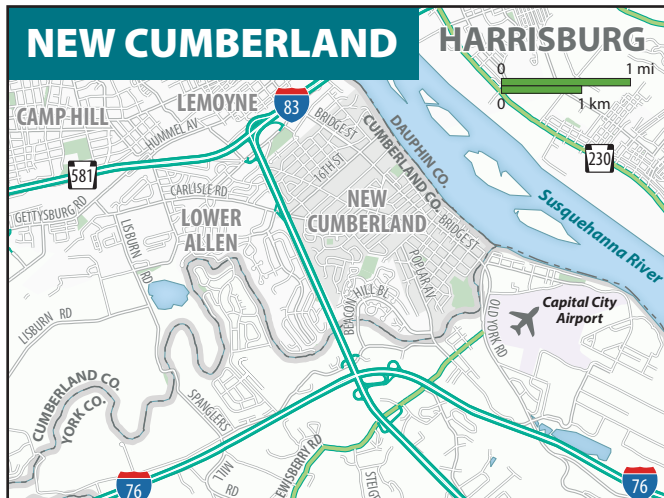 NEW CUMBERLAND
HARRISBURG
0 1 mi
0 1 km
CAMP HILL
LEMOYNE
83
HUMMEL AV
BRIDGE ST
DAUPHIN CO.
CUMBERLAND CO.
230
581
16TH ST
CARLISLE RD
GETTYSBURG RD
LOWER
ALLEN
NEW
CUMBERLAND
BRIDGE ST
Susquehanna River
LISBURN RD
POPLAR AV
BEACON HILL BL
OLD YORK RD
Capital City
Airport
LISBURN RD
CUMBERLAND CO.
YORK CO.
SPANGLERS
MILL
RD
EWISBERRY RD
76
76